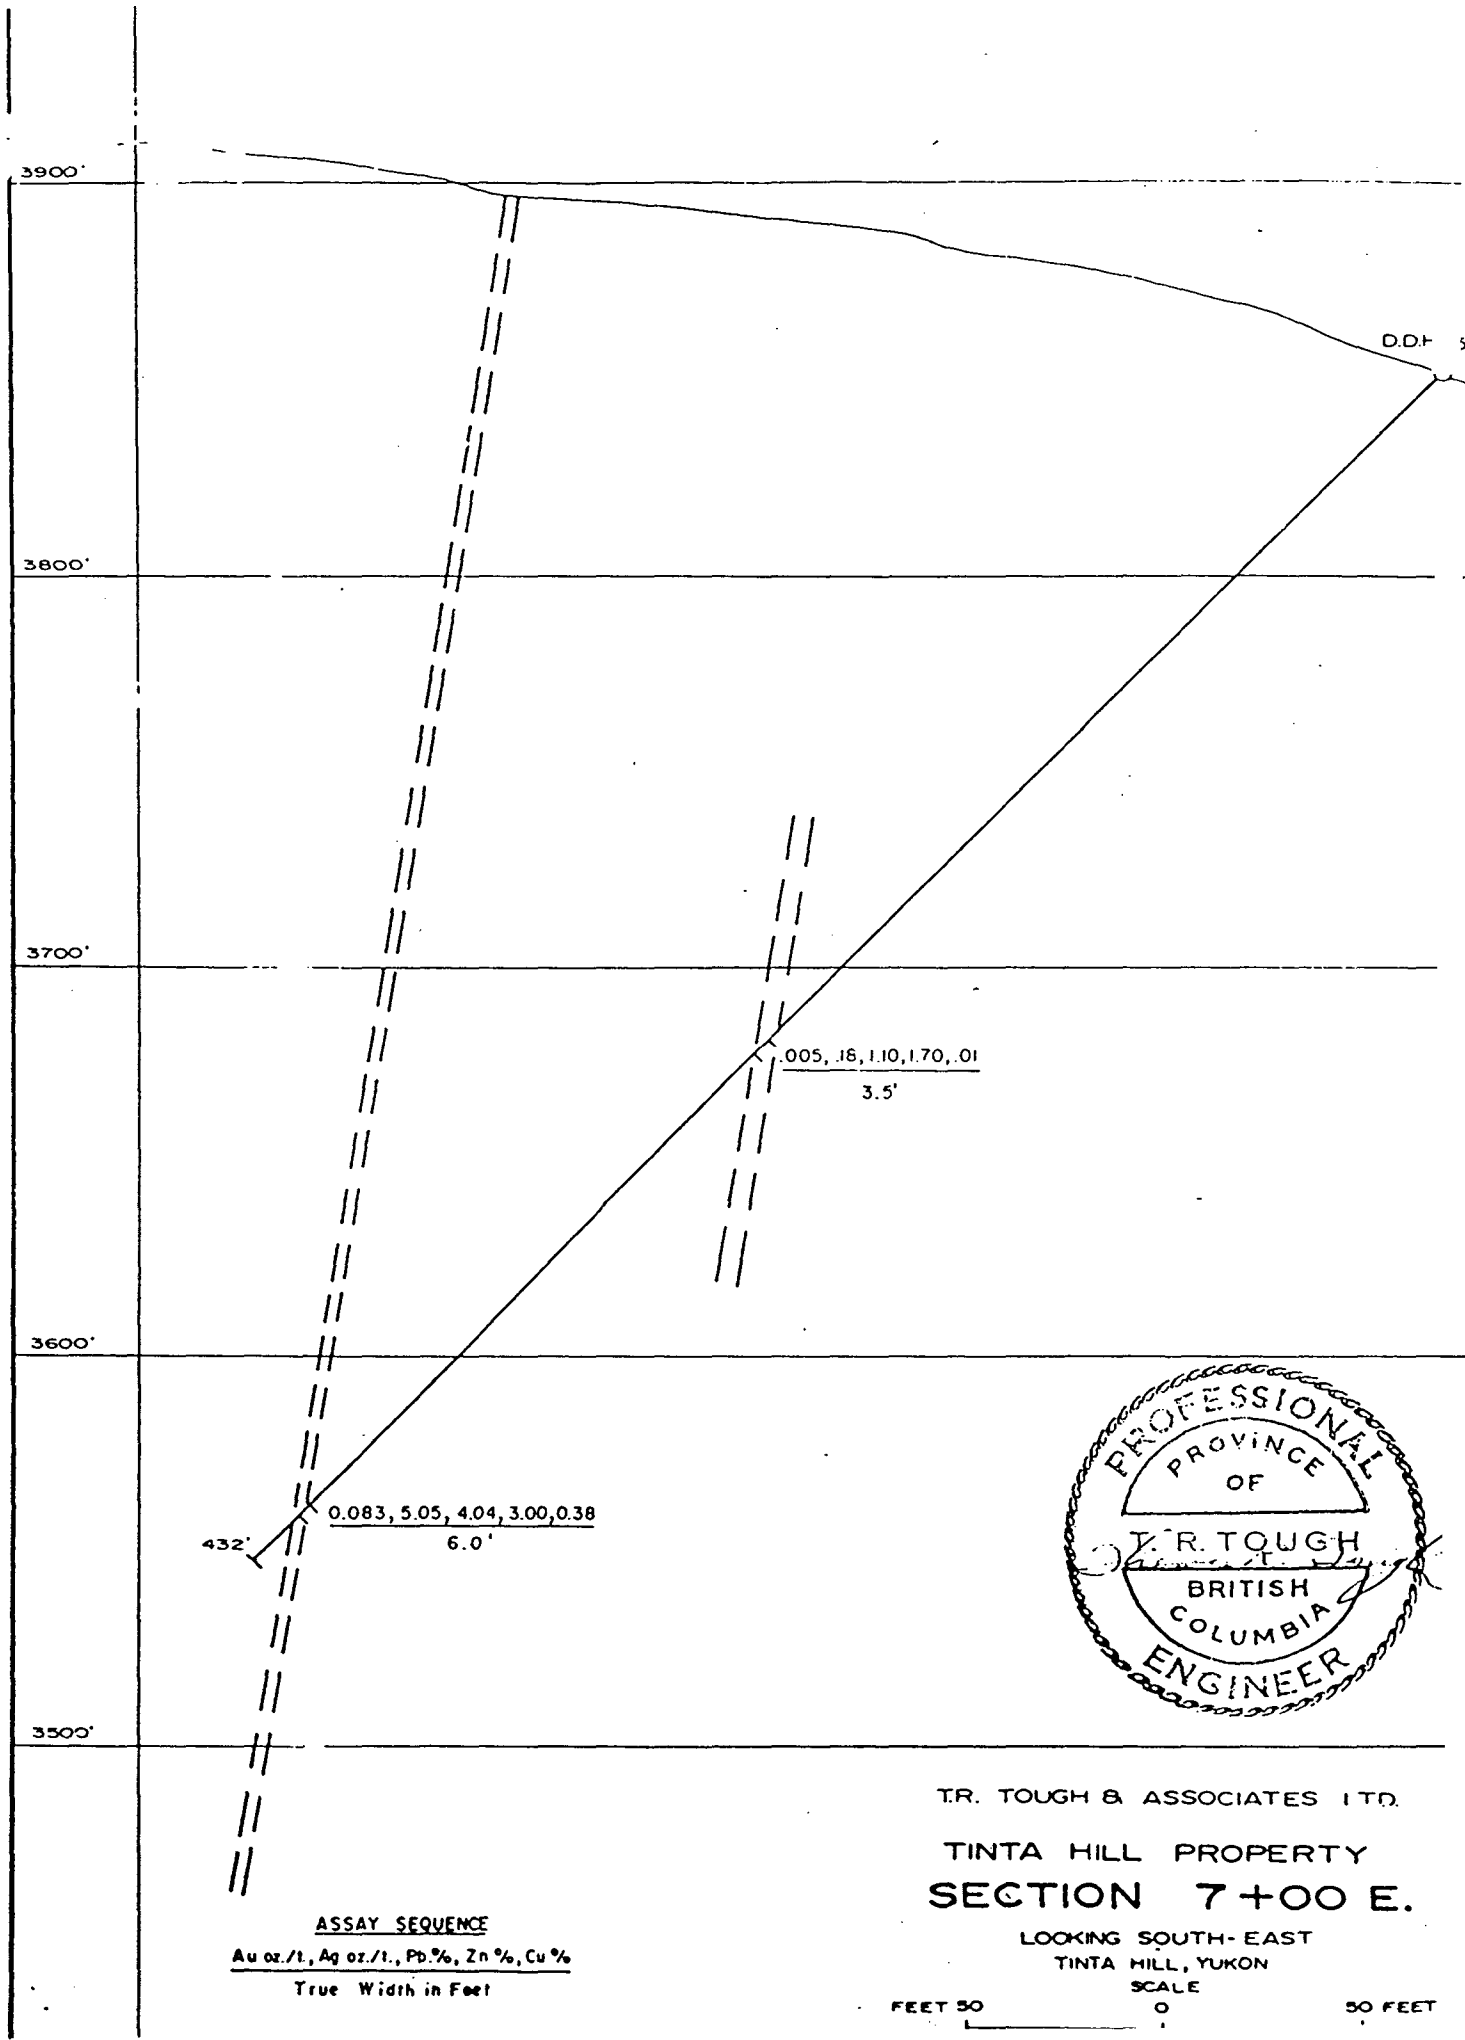 3900'
D.D.H
3800'
3700'
.005, .18, 1.10, 1.70, .01
3.5'
3600'
0.083, 5.05, 4.04, 3.00, 0.38
6.0'
432'
PROFESSIONAL
PROVINCE
OF
T. R. TOUGH
BRITISH
COLUMBIA
ENGINEER
3500'
T.R. TOUGH & ASSOCIATES LTD.
TINTA HILL PROPERTY
SECTION 7+00 E.
LOOKING SOUTH-EAST
TINTA HILL, YUKON
SCALE
FEET 50 0 50 FEET
ASSAY SEQUENCE
Au oz./t., Ag oz./t., Pb.%, Zn %, Cu %
True Width in Feet